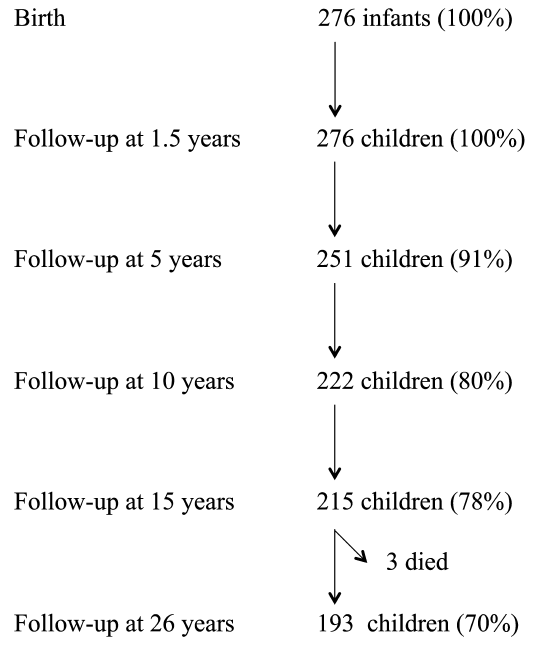 Birth 276 infants (100%)
Follow-up at 1.5 years 276 children (100%)
Follow-up at 5 years 251 children (91%)
Follow-up at 10 years 222 children (80%)
Follow-up at 15 years 215 children (78%)
3 died
Follow-up at 26 years 193 children (70%)